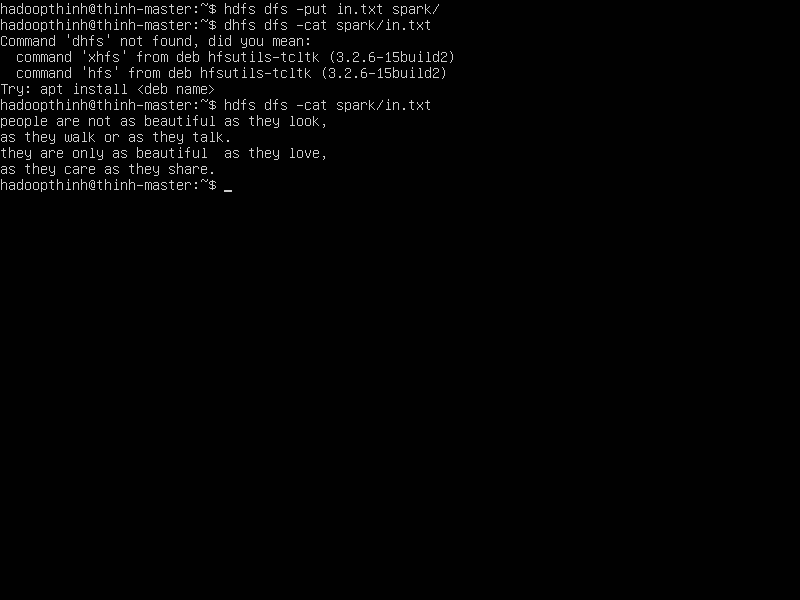 hadoopthinh@thinh-master:~$ hdfs dfs -put in.txt spark/
hadoopthinh@thinh-master:~$ dhfs dfs -cat spark/in.txt
Command 'dhfs' not found, did you mean:
  command 'xhfs' from deb hfsutils-tcltk (3.2.6-15build2)
  command 'hfs' from deb hfsutils-tcltk (3.2.6-15build2)
Try: apt install <deb name>
hadoopthinh@thinh-master:~$ hdfs dfs -cat spark/in.txt
people are not as beautiful as they look,
as they walk or as they talk.
they are only as beautiful  as they love,
as they care as they share.
hadoopthinh@thinh-master:~$ _